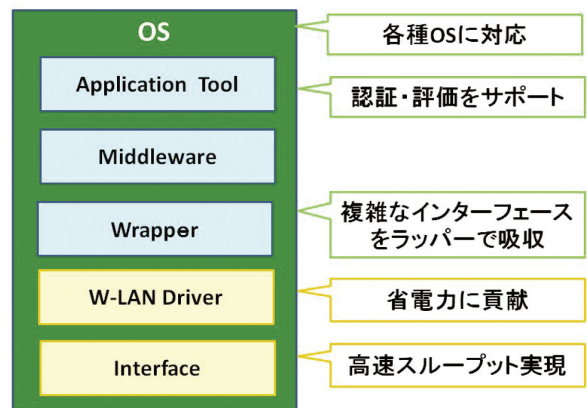 OS
各種OSに対応
Application Tool
認証・評価をサポート
Middleware
Wrapper
複雑なインターフェース
をラッパーで吸収
W-LAN Driver
省電力に貢献
Interface
高速スループット実現